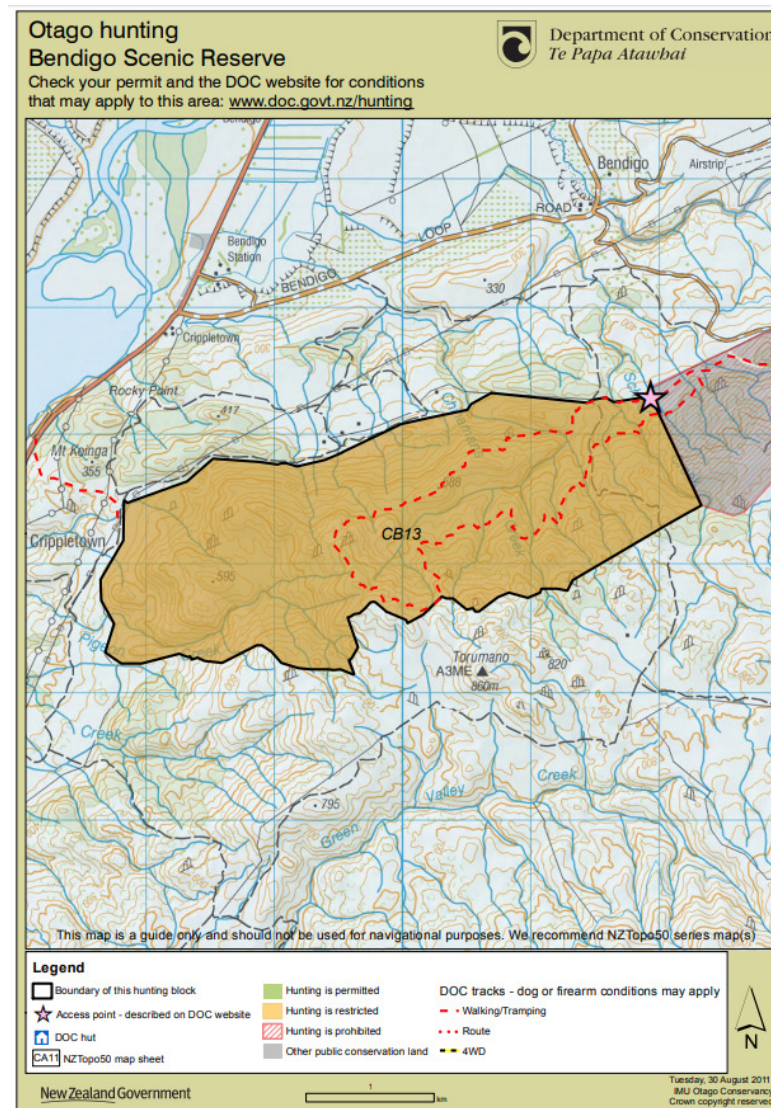 Otago hunting
Bendigo Scenic Reserve
Check your permit and the DOC website for conditions
that may apply to this area: www.doc.govt.nz/hunting
Department of Conservation
Te Papa Atawhai
Bendigo
Airstrip
ROAD
LOOP
BENDIGO
Bendigo
Station
330
400
Crippletown
300
Rocky Point
417
Mt Koinga
355
588
CB13
Creek
Crippletown
595
Torumano
A3ME
820
860m
Creek
795
Green
Valley
Creek
This map is a guide only and should not be used for navigational purposes. We recommend NZTopo50 series map(s)
Legend
Boundary of this hunting block
Access point - described on DOC website
DOC hut
CA11 NZTopo50 map sheet
Hunting is permitted
Hunting is restricted
Hunting is prohibited
Other public conservation land
DOC tracks - dog or firearm conditions may apply
Walking/Tramping
Route
4WD
N
New Zealand Government
1
km
Tuesday, 30 August 2011
IMU Otago Conservancy
Crown copyright reserved